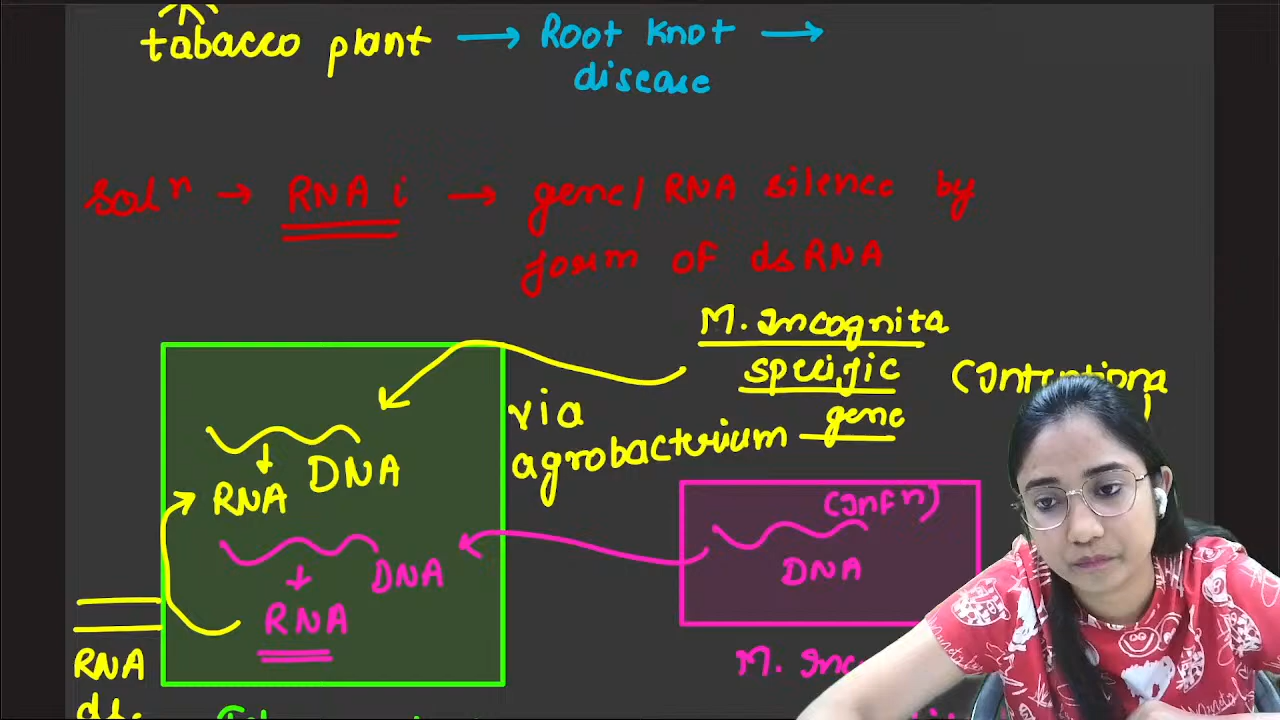 tabacco plant → Root knot →
disease
solⁿ → RNA i → gene/RNA silence by
form of dsRNA
M. Incognita
specific
gene
via
agrobacterium
DNA
RNA
(Infⁿ)
DNA
DNA
RNA
RNA